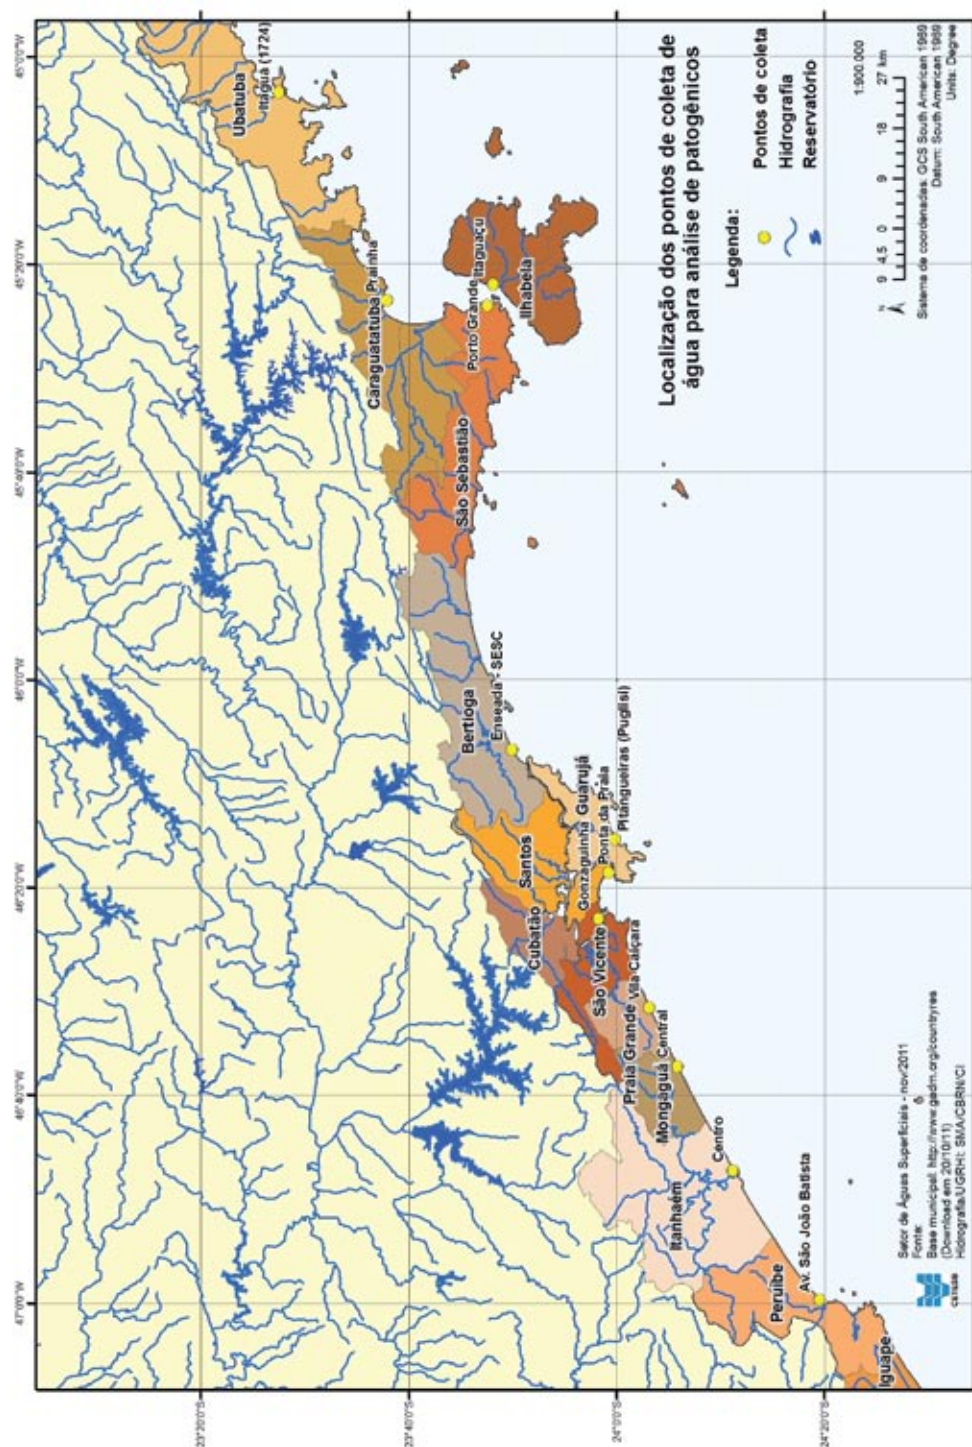 45°0'0"W
45°20'0"W
45°40'0"W
46°0'0"W
46°20'0"W
46°40'0"W
47°0'0"W
23°20'0"S
23°40'0"S
24°0'0"S
24°20'0"S
Ubatuba
Itaguá (1724)
Caraguatatuba
Prainha
Porto Grande
Itaguaçu
Ilhabela
São Sebastião
Bertioga
Enseada - SESC
Guarujá
Gonzaguinha
Ponta da Praia
Pitangueiras (Puglisi)
Santos
Cubatão
São Vicente
Vila Caiçara
Praia Grande
Central
Mongaguá
Centro
Itanhaém
Av. São João Batista
Peruíbe
Iguape
Localização dos pontos de coleta de
água para análise de patogênicos
Legenda:
Pontos de coleta
Hidrografia
Reservatório
1:900.000
N
9 4,5 0 9 18 27 km
Sistema de coordenadas: GCS South American 1969
Datum: South American 1969
Units: Degree
Setor de Águas Superficiais - nov/2011
Fonte:
Base municipal: http://www.gadm.org/countryres
(Download em 20/10/11)
Hidrografia/UGRHI: SMA/CBRN/CI
CETESB